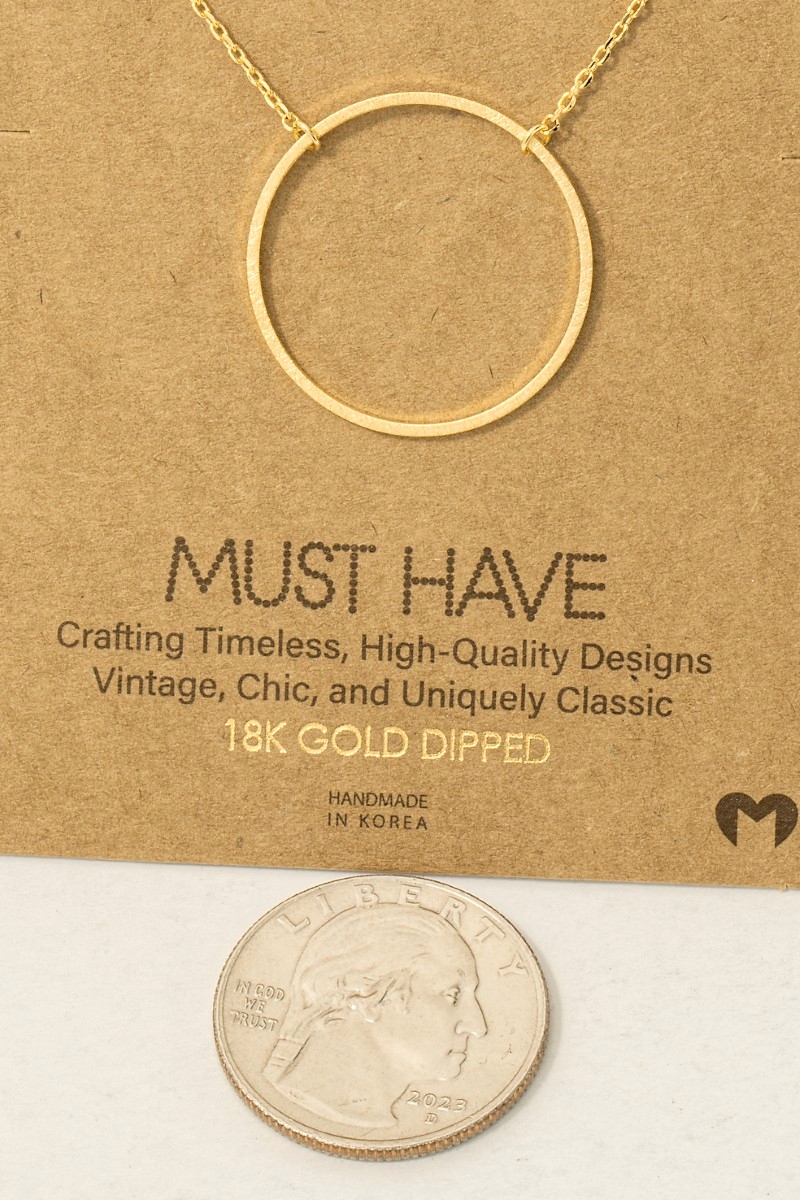 MUST HAVE
Crafting Timeless, High-Quality Designs
Vintage, Chic, and Uniquely Classic
18K GOLD DIPPED
HANDMADE
IN KOREA
M
LIBERTY
IN GOD
WE
TRUST
2023
D